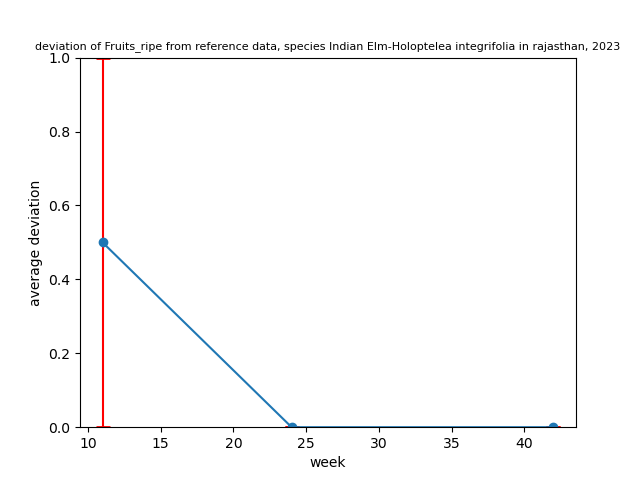 deviation of Fruits_ripe from reference data, species Indian Elm-Holoptelea integrifolia in rajasthan, 2023
1.0
0.8
0.6
0.4
0.2
0.0
average deviation
10 15 20 25 30 35 40
week